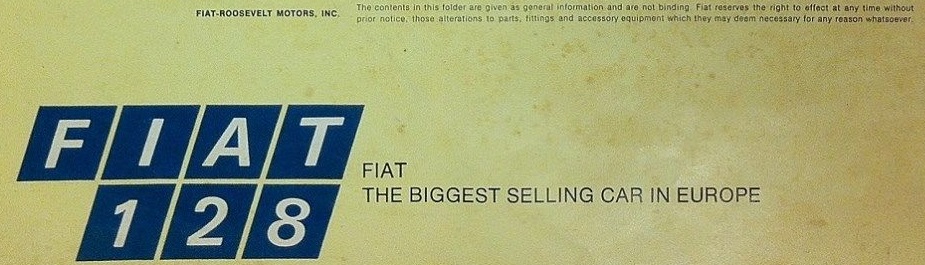 FIAT-ROOSEVELT MOTORS, INC.
The contents in this folder are given as general information and are not binding. Fiat reserves the right to effect at any time without
prior notice, those alterations to parts, fittings and accessory equipment which they may deem necessary for any reason whatsoever.
FIAT
128
FIAT
THE BIGGEST SELLING CAR IN EUROPE